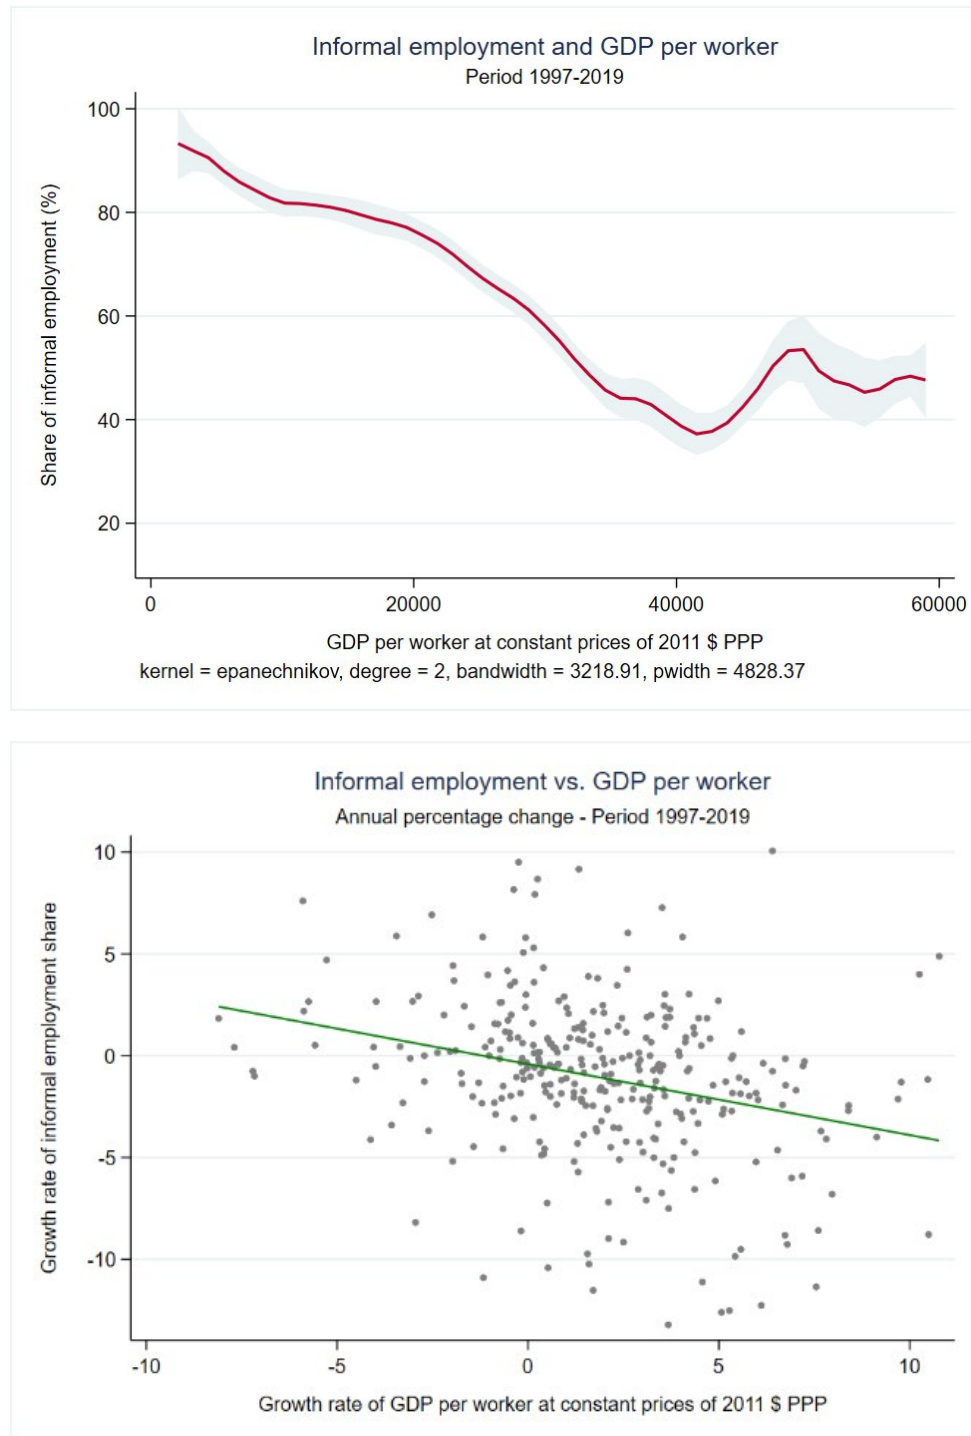 Informal employment and GDP per worker
Period 1997-2019
Share of informal employment (%)
100
80
60
40
20
0 20000 40000 60000
GDP per worker at constant prices of 2011 $ PPP
kernel = epanechnikov, degree = 2, bandwidth = 3218.91, pwidth = 4828.37
Informal employment vs. GDP per worker
Annual percentage change - Period 1997-2019
Growth rate of informal employment share
10
5
0
-5
-10
-10 -5 0 5 10
Growth rate of GDP per worker at constant prices of 2011 $ PPP